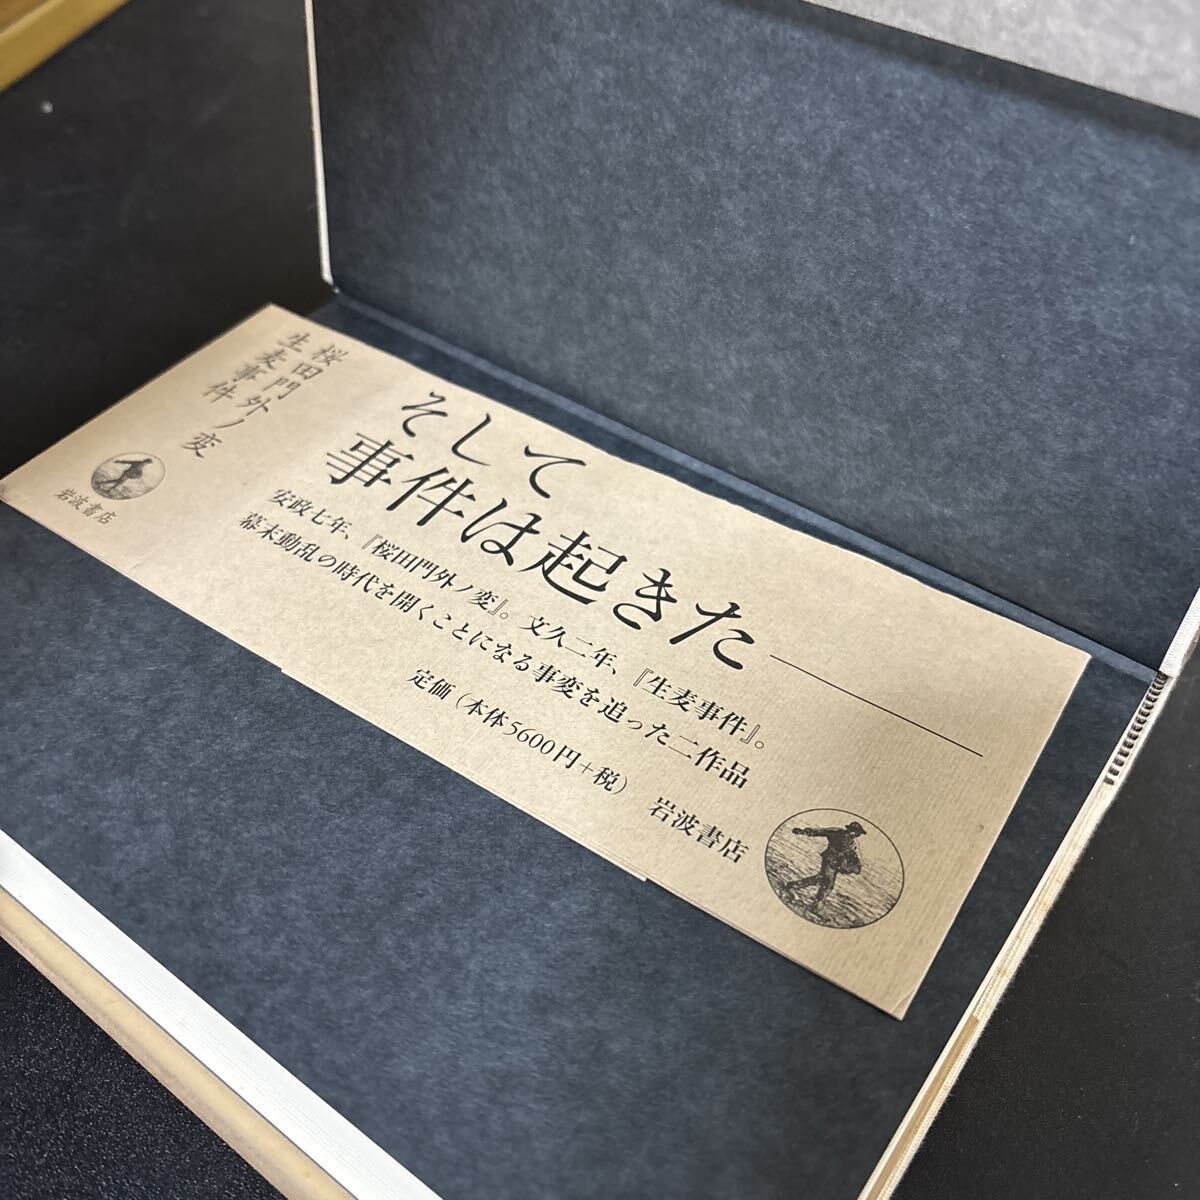 桜田門外ノ変
生麦事件
岩波書店
そして
事件は起きた――
安政七年、『桜田門外ノ変』。文久二年、『生麦事件』。
幕末動乱の時代を開くことになる事変を追った二作品
定価（本体5600円＋税） 岩波書店